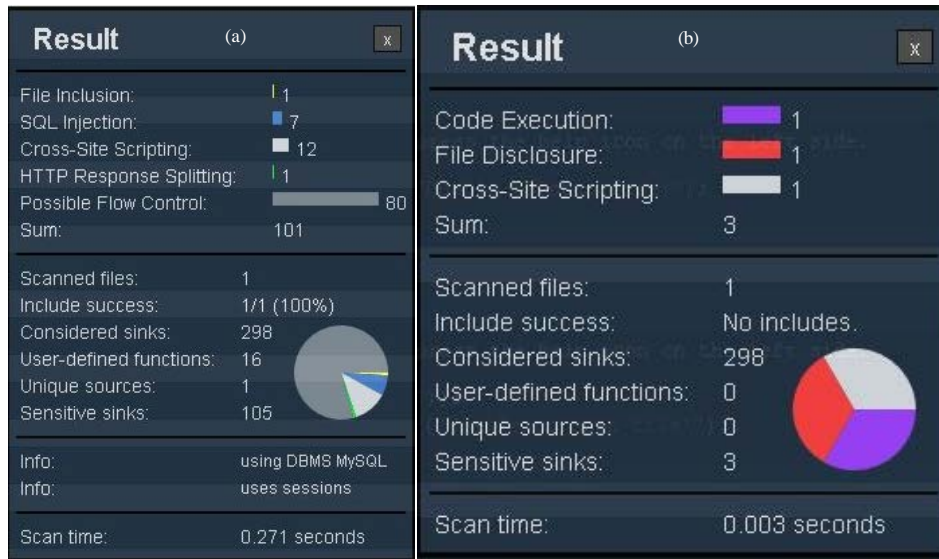 Result (a) x
File Inclusion: 1
SQL Injection: 7
Cross-Site Scripting: 12
HTTP Response Splitting: 1
Possible Flow Control: 80
Sum: 101
Scanned files: 1
Include success: 1/1 (100%)
Considered sinks: 298
User-defined functions: 16
Unique sources: 1
Sensitive sinks: 105
Info: using DBMS MySQL
Info: uses sessions
Scan time: 0.271 seconds
Result (b) x
Code Execution: 1
File Disclosure: 1
Cross-Site Scripting: 1
Sum: 3
Scanned files: 1
Include success: No includes.
Considered sinks: 298
User-defined functions: 0
Unique sources: 0
Sensitive sinks: 3
Scan time: 0.003 seconds